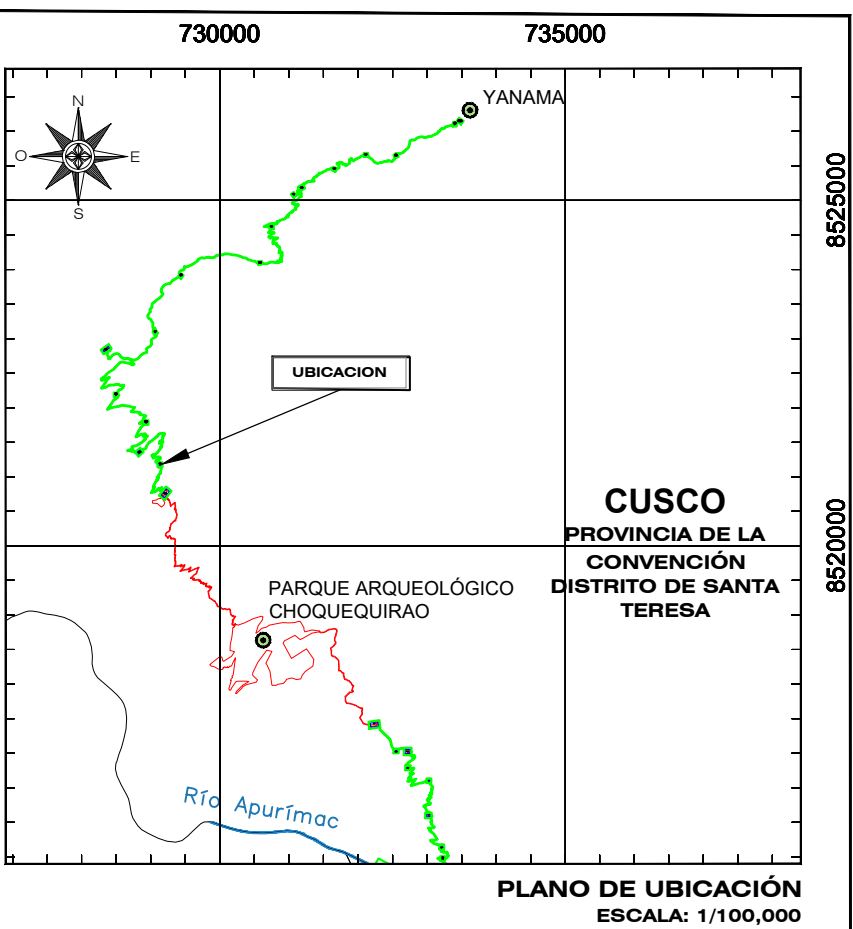 730000 735000
YANAMA
N
O E
S
8525000
UBICACION
CUSCO
PROVINCIA DE LA
CONVENCIÓN
DISTRITO DE SANTA
TERESA
8520000
PARQUE ARQUEOLÓGICO
CHOQUEQUIRAO
Río Apurímac
PLANO DE UBICACIÓN
ESCALA: 1/100,000